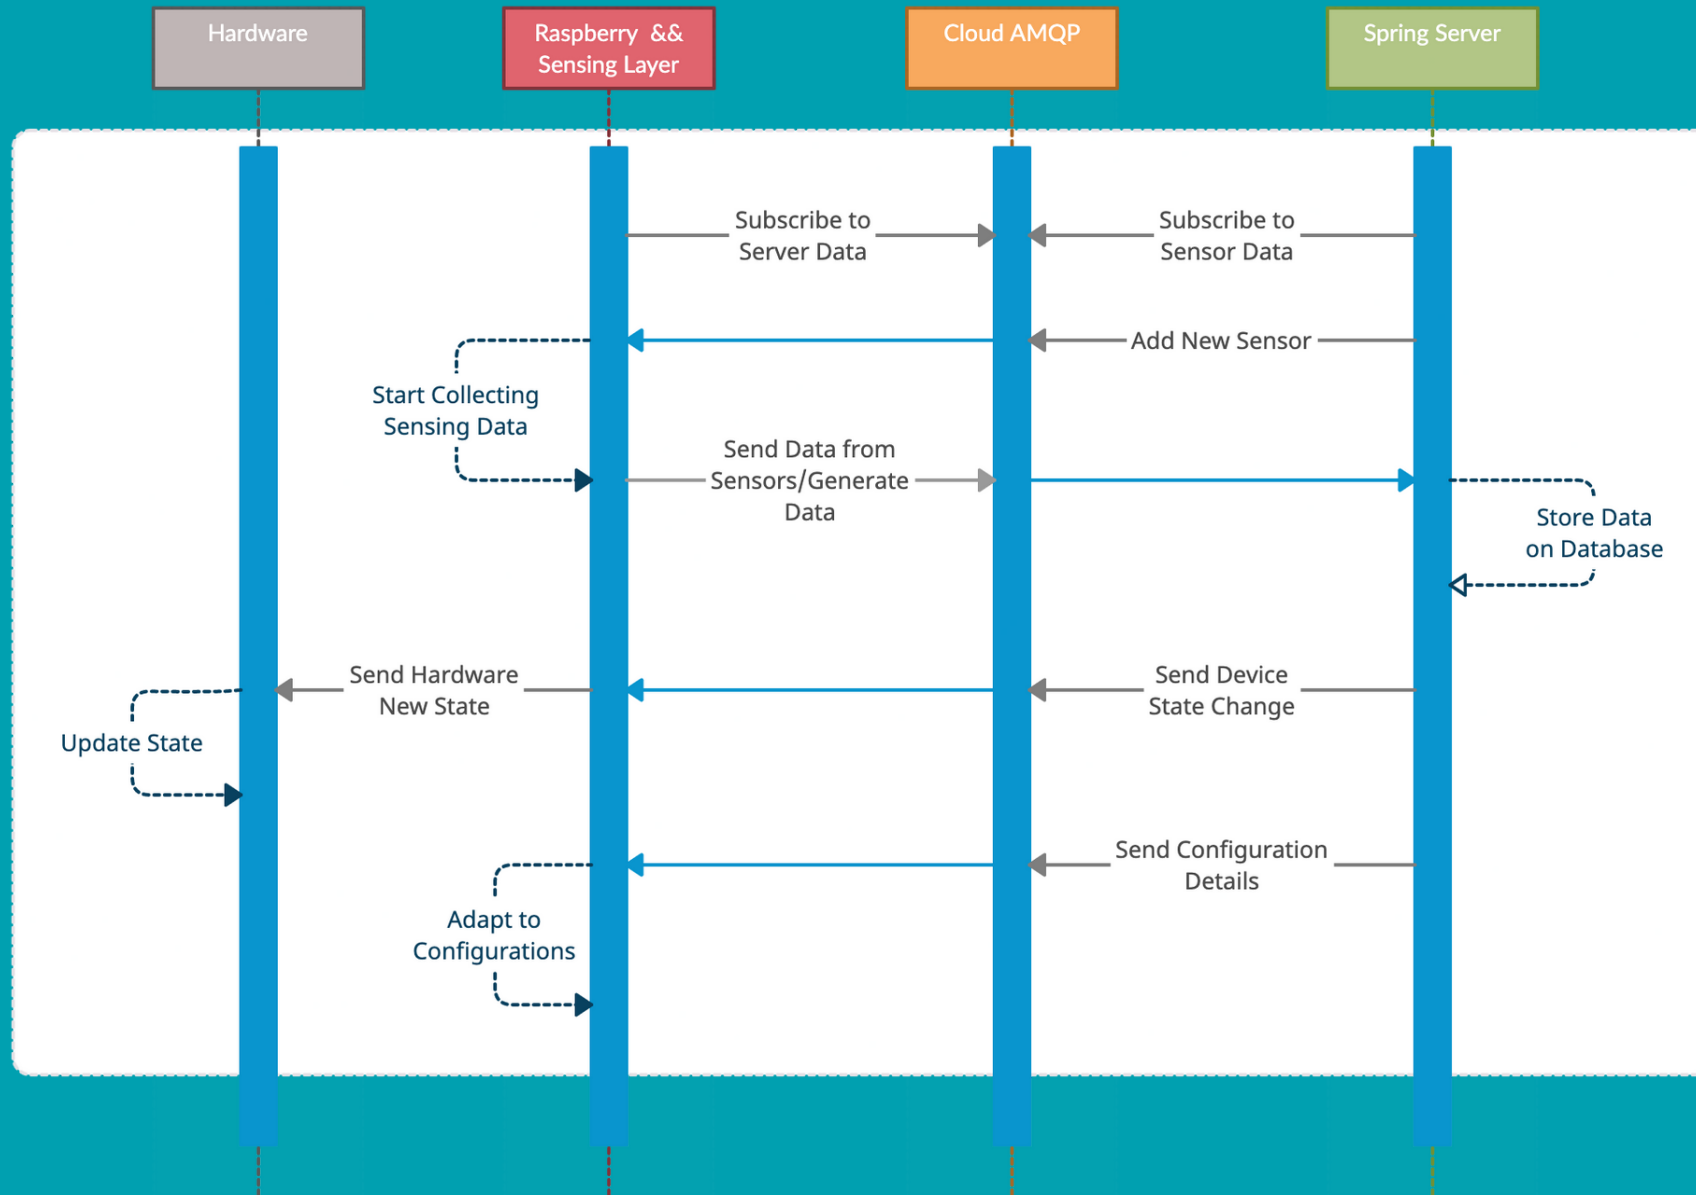 Hardware
Raspberry && 
Sensing Layer
Cloud AMQP
Spring Server
Subscribe to
Server Data
Subscribe to
Sensor Data
Add New Sensor
Start Collecting
Sensing Data
Send Data from
Sensors/Generate
Data
Store Data
on Database
Send Hardware
New State
Send Device
State Change
Update State
Send Configuration
Details
Adapt to
Configurations